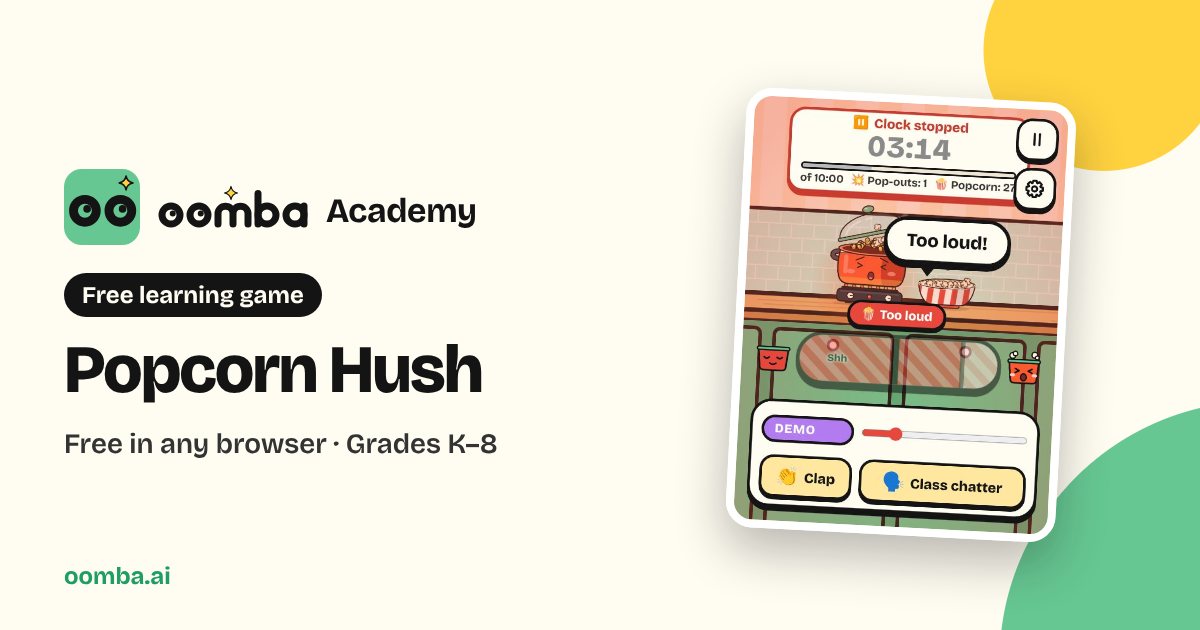 oomba Academy
Free learning game
Popcorn Hush
Free in any browser · Grades K–8
oomba.ai
Clock stopped
03:14
of 10:00 💥 Pop-outs: 1 🍿 Popcorn: 27
Too loud!
🍿 Too loud
Shh
DEMO
👏 Clap
🗣️ Class chatter